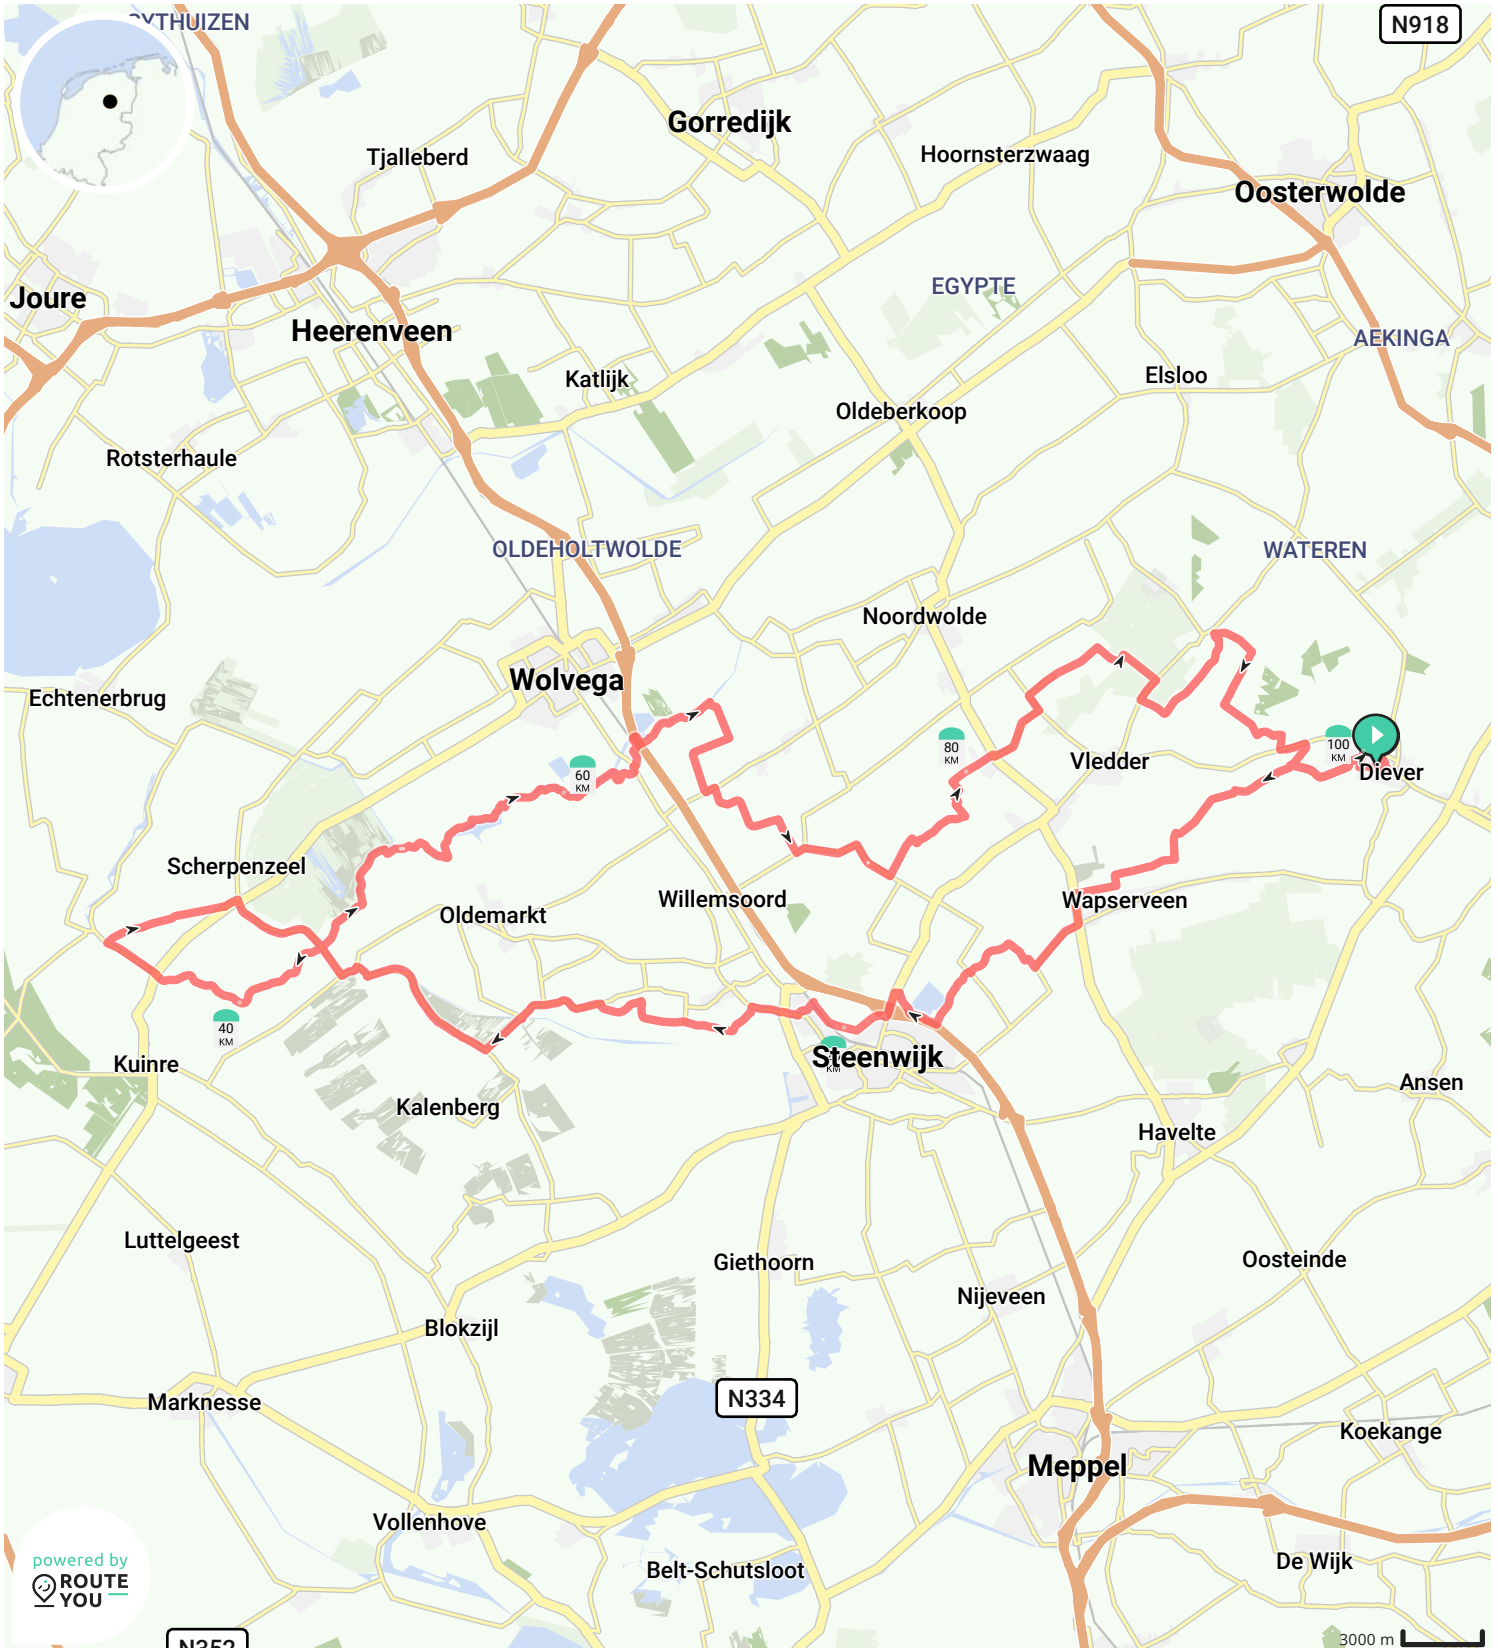 N918
Gorredijk
Tjalleberd
Hoornsterzwaag
Oosterwolde
EGYPTE
Joure
Heerenveen
AEKINGA
Katlijk
Elsloo
Oldeberkoop
Rotsterhaule
OLDEHOLTWOLDE
WATEREN
Noordwolde
Wolvega
Echtenerbrug
80
KM
100
KM
Vledder
Diever
60
KM
Scherpenzeel
Willemsoord
Wapserveen
Oldemarkt
40
KM
Steenwijk
KM
Kuinre
Ansen
Kalenberg
Havelte
Luttelgeest
Giethoorn
Oosteinde
Nijeveen
Blokzijl
Marknesse
N334
Koekange
Meppel
Vollenhove
De Wijk
Belt-Schutsloot
powered by
ROUTE
YOU
3000 m
N352